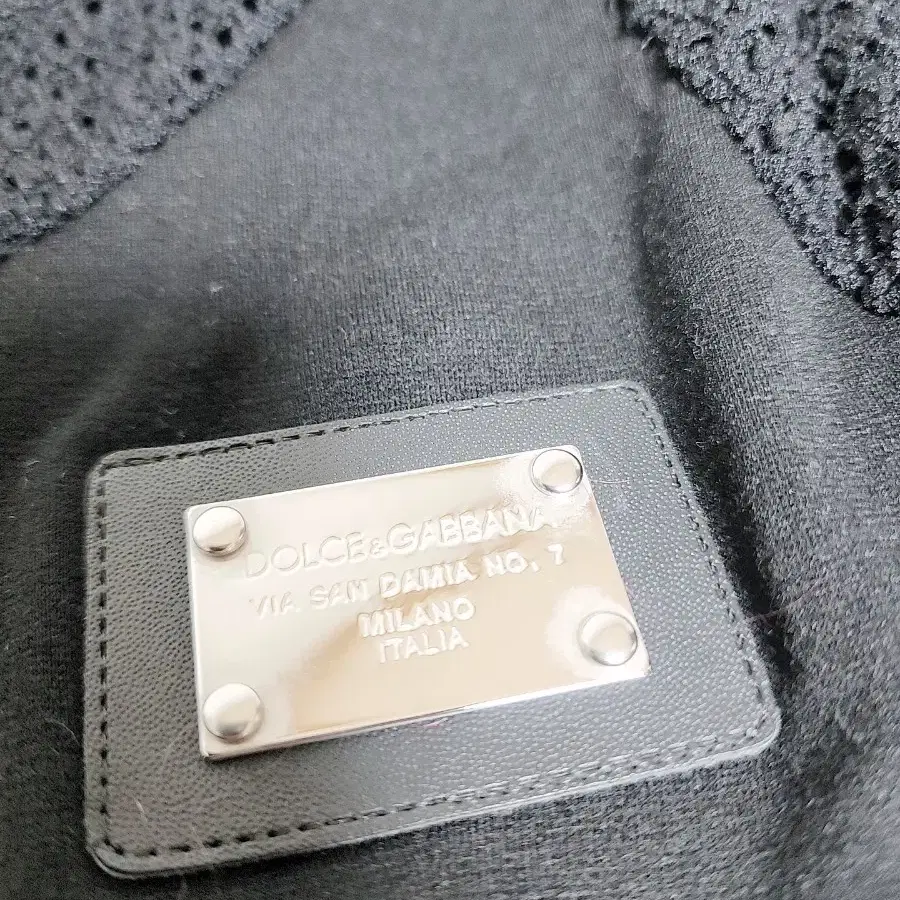 DOLCE&GABBANA
VIA SAN DAMIA NO. 7
MILANO
ITALIA